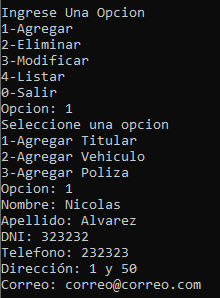 Ingrese Una Opcion
1-Agregar
2-Eliminar
3-Modificar
4-Listar
0-Salir
Opcion: 1
Seleccione una opcion
1-Agregar Titular
2-Agregar Vehiculo
3-Agregar Poliza
Opcion: 1
Nombre: Nicolas
Apellido: Alvarez
DNI: 323232
Telefono: 232323
Dirección: 1 y 50
Correo: correo@correo.com